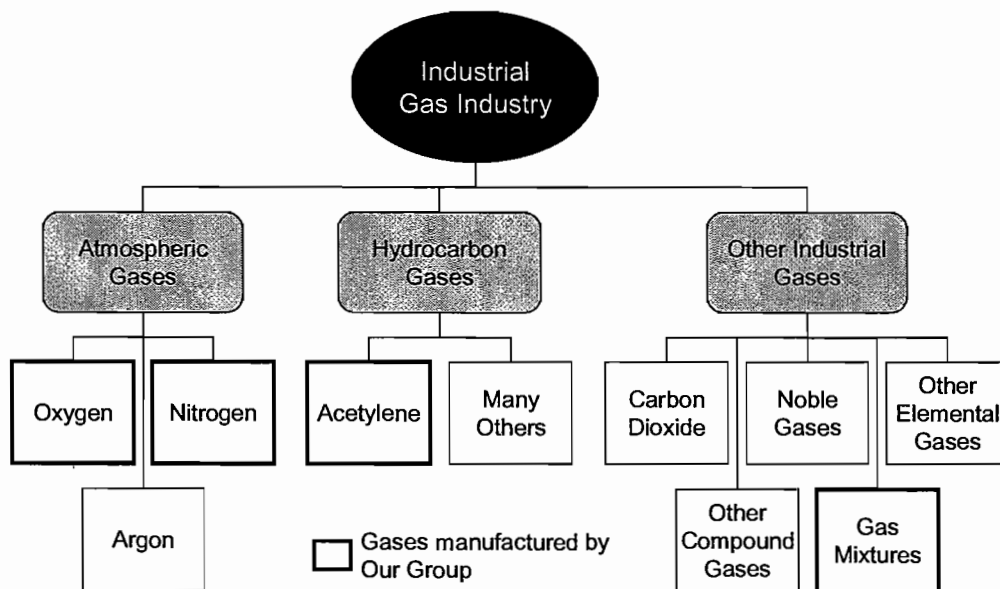 Industrial
Gas Industry
Atmospheric
Gases
Hydrocarbon
Gases
Other Industrial
Gases
Oxygen
Nitrogen
Acetylene
Many
Others
Carbon
Dioxide
Noble
Gases
Other
Elemental
Gases
Argon
Gases manufactured by
Our Group
Other
Compound
Gases
Gas
Mixtures